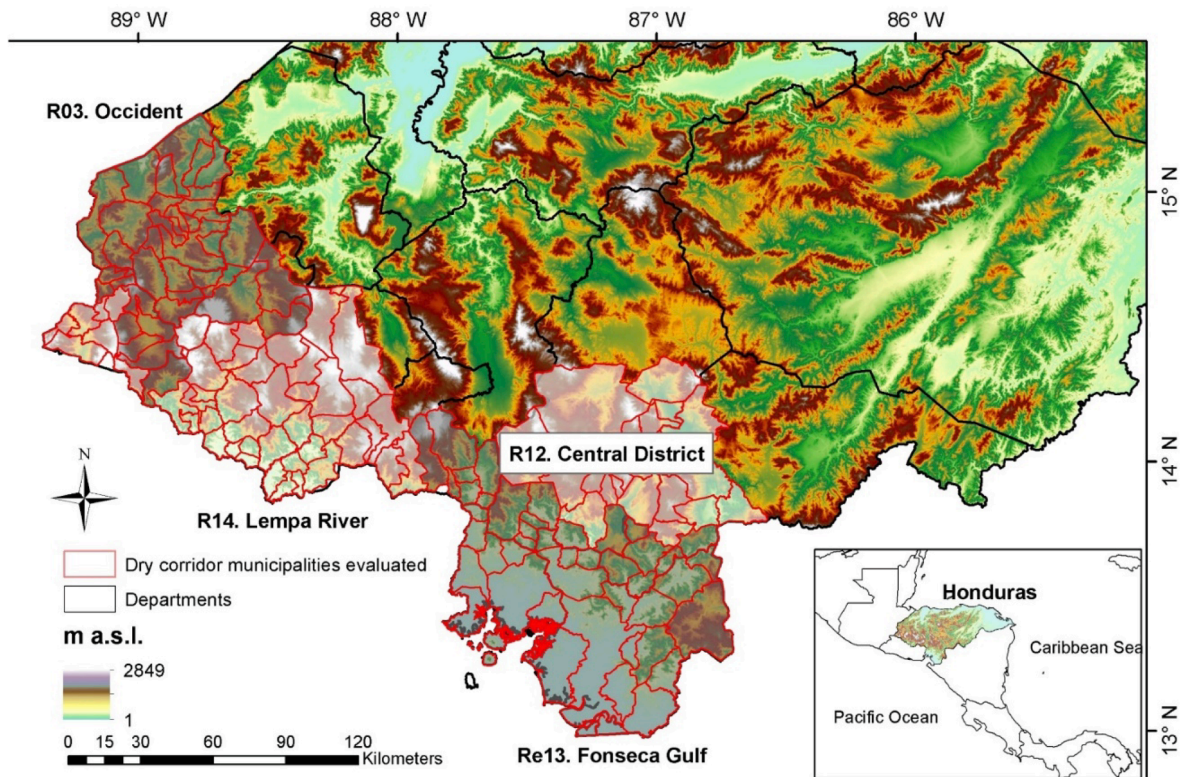 89° W 88° W 87° W 86° W
R03. Occident
15° N
R12. Central District
14° N
N
R14. Lempa River
Dry corridor municipalities evaluated
Departments
m a.s.l.
2849
1
0 15 30 60 90 120
Kilometers
Re13. Fonseca Gulf
13° N
Honduras
Caribbean Sea
Pacific Ocean